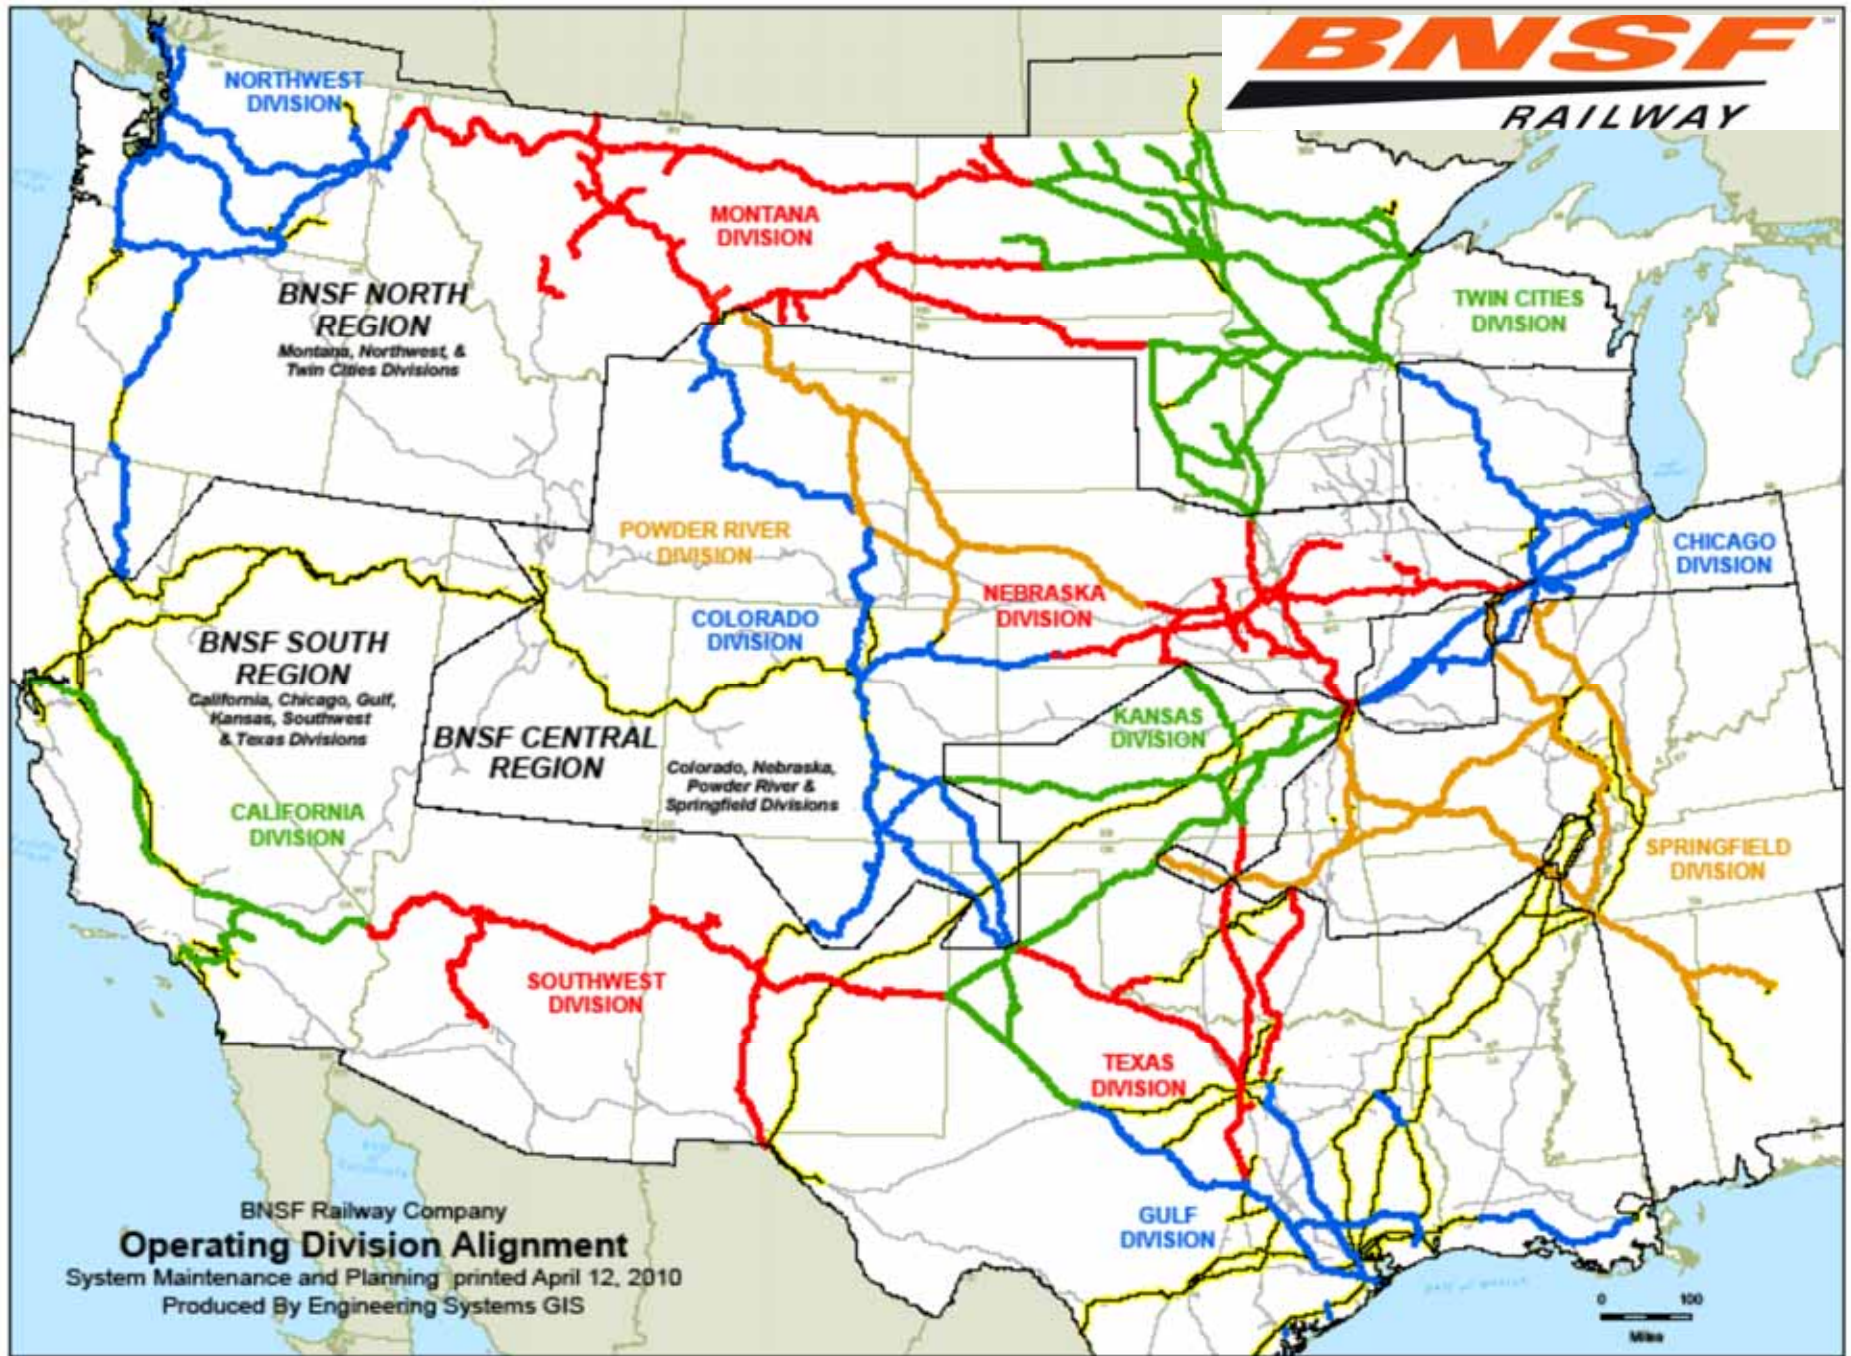 BNSF
RAILWAY
NORTHWEST
DIVISION
MONTANA
DIVISION
TWIN CITIES
DIVISION
BNSF NORTH
REGION
Montana, Northwest, &
Twin Cities Divisions
POWDER RIVER
DIVISION
CHICAGO
DIVISION
NEBRASKA
DIVISION
COLORADO
DIVISION
BNSF SOUTH
REGION
California, Chicago, Gulf,
Kansas, Southwest
& Texas Divisions
KANSAS
DIVISION
BNSF CENTRAL
REGION
Colorado, Nebraska,
Powder River &
Springfield Divisions
CALIFORNIA
DIVISION
SPRINGFIELD
DIVISION
SOUTHWEST
DIVISION
TEXAS
DIVISION
GULF
DIVISION
BNSF Railway Company
Operating Division Alignment
System Maintenance and Planning printed April 12, 2010
Produced By Engineering Systems GIS
0 100
Miles